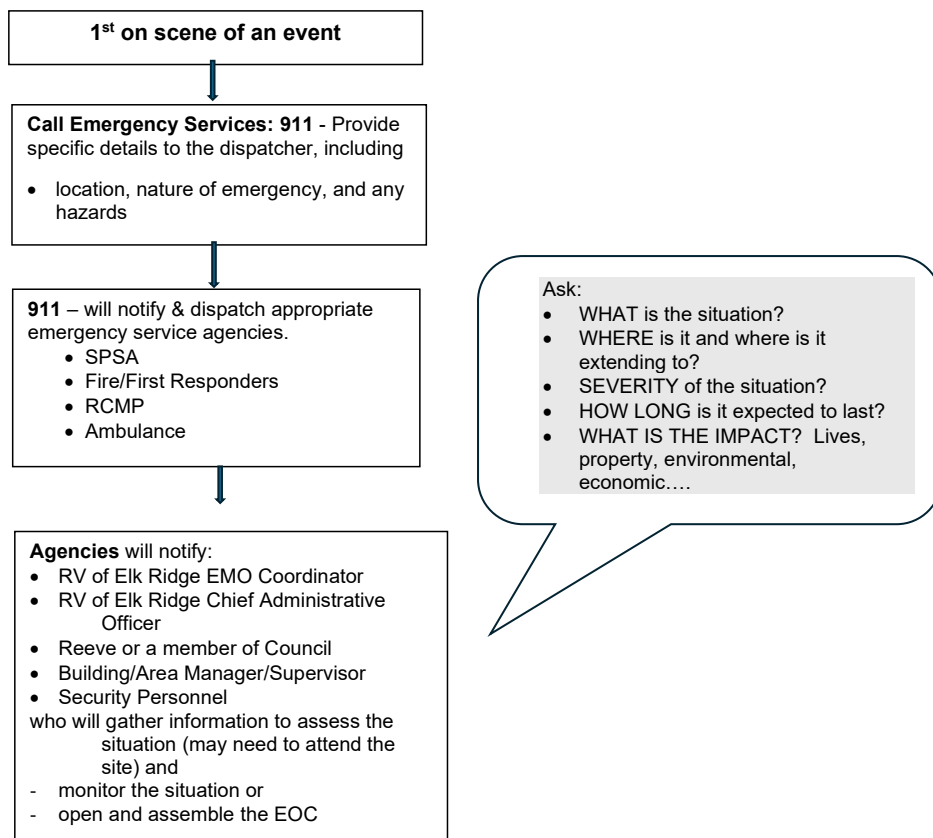 1st on scene of an event
Call Emergency Services: 911 - Provide
specific details to the dispatcher, including
• location, nature of emergency, and any
hazards
911 – will notify & dispatch appropriate
emergency service agencies.
• SPSA
• Fire/First Responders
• RCMP
• Ambulance
Agencies will notify:
• RV of Elk Ridge EMO Coordinator
• RV of Elk Ridge Chief Administrative
Officer
• Reeve or a member of Council
• Building/Area Manager/Supervisor
• Security Personnel
who will gather information to assess the
situation (may need to attend the
site) and
- monitor the situation or
- open and assemble the EOC
Ask:
• WHAT is the situation?
• WHERE is it and where is it
extending to?
• SEVERITY of the situation?
• HOW LONG is it expected to last?
• WHAT IS THE IMPACT? Lives,
property, environmental,
economic….